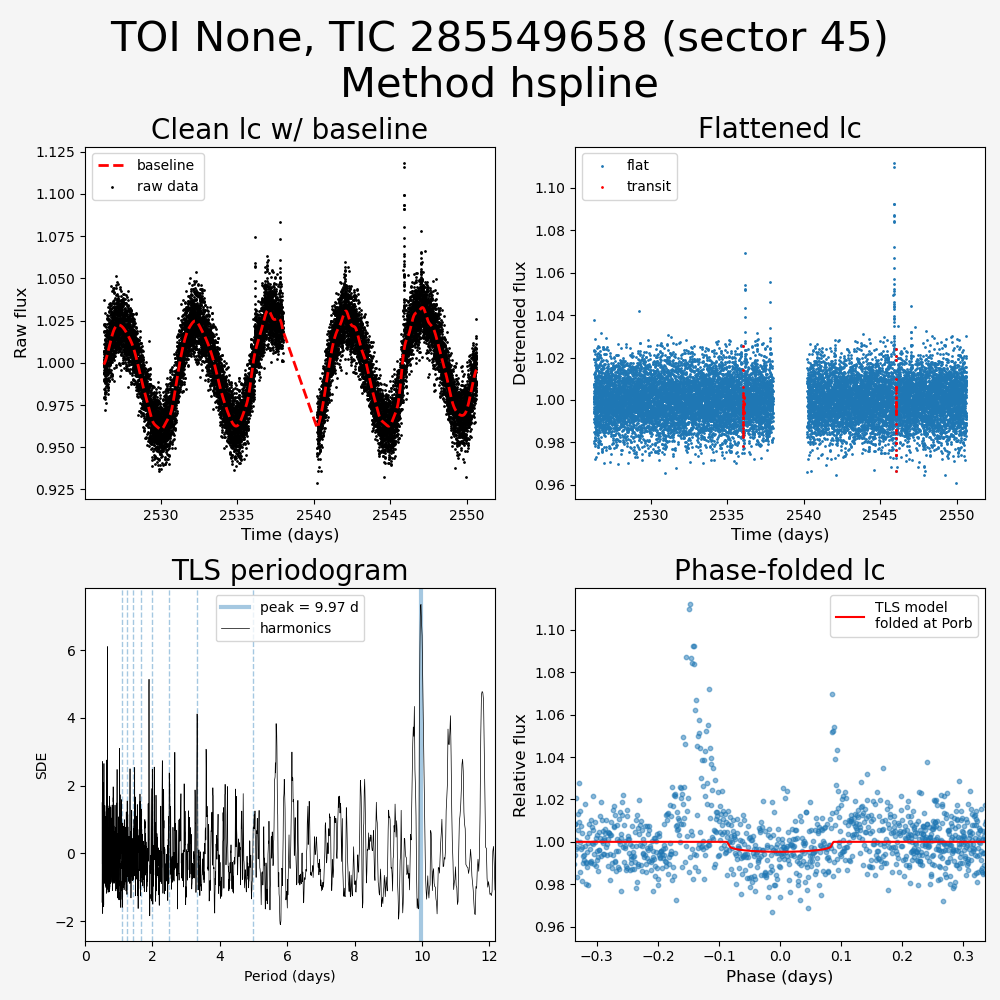 TOI None, TIC 285549658 (sector 45)
Method hspline
Clean lc w/ baseline
1.125
1.100
1.075
1.050
1.025
1.000
0.975
0.950
0.925
Raw flux
baseline
raw data
2530
2535
2540
2545
2550
Time (days)
Flattened lc
1.10
1.08
1.06
1.04
1.02
1.00
0.98
0.96
Detrended flux
flat
transit
2530
2535
2540
2545
2550
Time (days)
TLS periodogram
6
4
2
0
−2
SDE
peak = 9.97 d
harmonics
0
2
4
6
8
10
12
Period (days)
Phase-folded lc
1.10
1.08
1.06
1.04
1.02
1.00
0.98
0.96
Relative flux
TLS model
folded at Porb
−0.3
−0.2
−0.1
0.0
0.1
0.2
0.3
Phase (days)